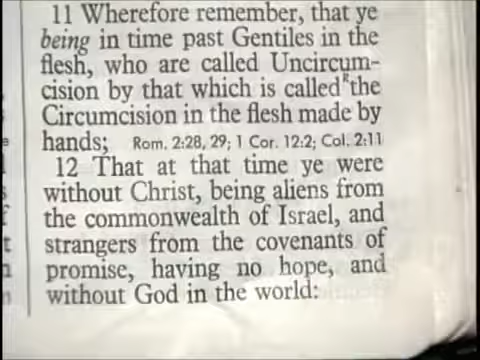 11 Wherefore remember, that ye
being in time past Gentiles in the
flesh, who are called Uncircum-
cision by that which is called the
Circumcision in the flesh made by
hands; Rom. 2:28, 29; 1 Cor. 12:2; Col. 2:11
12 That at that time ye were
without Christ, being aliens from
the commonwealth of Israel, and
strangers from the covenants of
promise, having no hope, and
without God in the world: